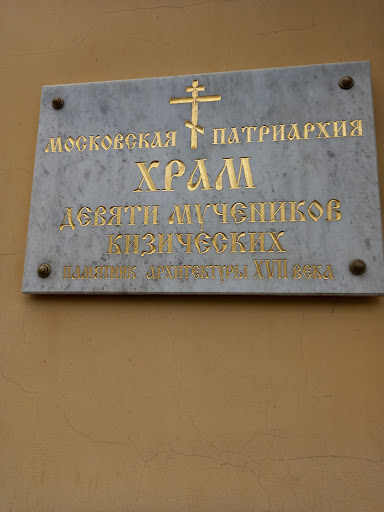 МОСКОВСКАЯ ПАТРИАРХИЯ
ХРАМ
ДЕВЯТИ МУЧЕНИКОВ
КИЗИЧЕСКИХ
ПАМЯТНИК АРХИТЕКТУРЫ XVII ВЕКА